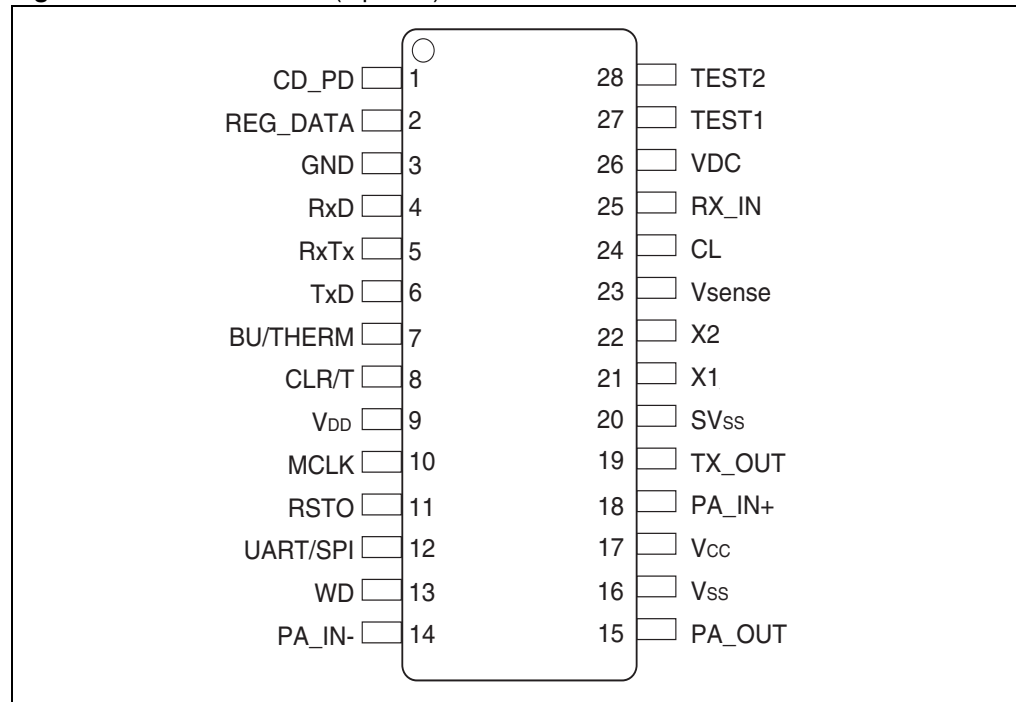 CD_PD 1 28 TEST2
REG_DATA 2 27 TEST1
GND 3 26 VDC
RxD 4 25 RX_IN
RxTx 5 24 CL
TxD 6 23 Vsense
BU/THERM 7 22 X2
CLR/T 8 21 X1
VDD 9 20 SVss
MCLK 10 19 TX_OUT
RSTO 11 18 PA_IN+
UART/SPI 12 17 Vcc
WD 13 16 Vss
PA_IN- 14 15 PA_OUT